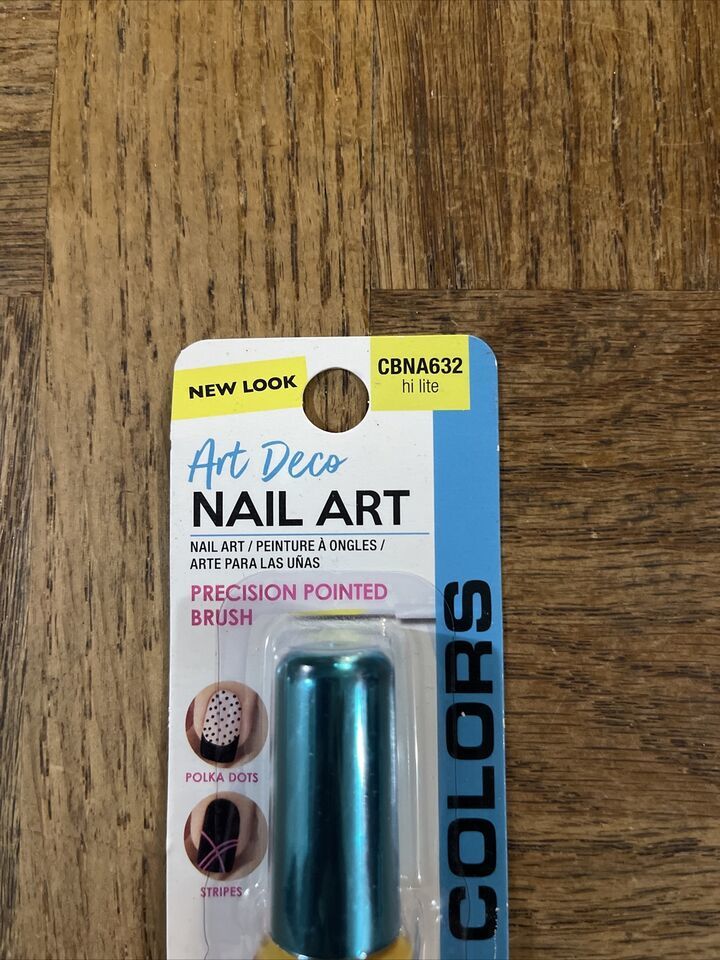 NEW LOOK
CBNA632
hi lite
Art Deco
NAIL ART
NAIL ART / PEINTURE À ONGLES /
ARTE PARA LAS UÑAS
PRECISION POINTED
BRUSH
POLKA DOTS
STRIPES
COLORS